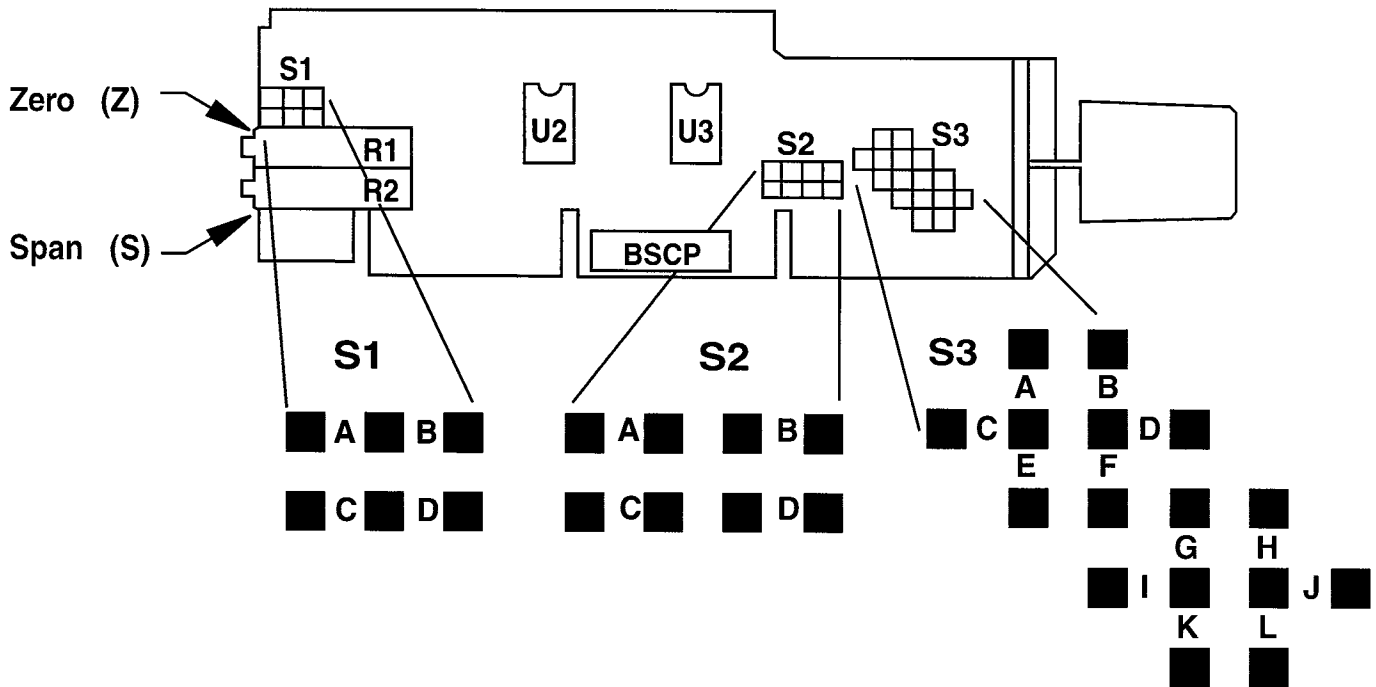 S1
Zero (Z)
R1
U2
U3
S2
S3
R2
Span (S)
BSCP
S1
S2
S3
A B
A B
A B
C D
E F
C D
C D
G H
I J
K L